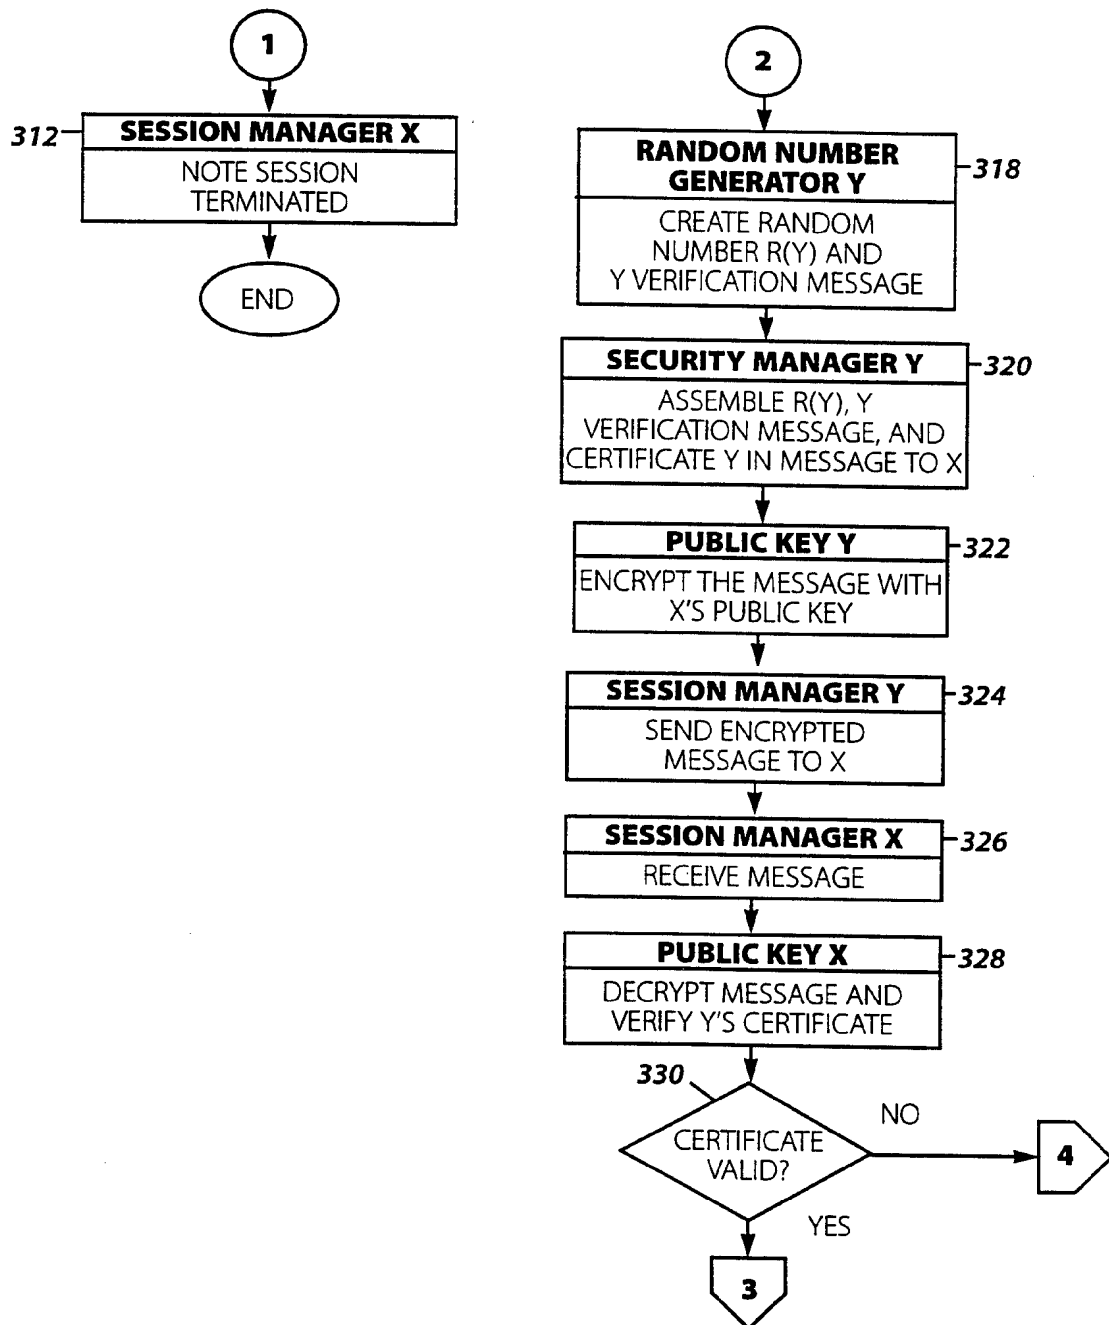 1
312
SESSION MANAGER X
NOTE SESSION
TERMINATED
END
2
RANDOM NUMBER
GENERATOR Y
318
CREATE RANDOM
NUMBER R(Y) AND
Y VERIFICATION MESSAGE
SECURITY MANAGER Y
320
ASSEMBLE R(Y), Y
VERIFICATION MESSAGE, AND
CERTIFICATE Y IN MESSAGE TO X
PUBLIC KEY Y
322
ENCRYPT THE MESSAGE WITH
X'S PUBLIC KEY
SESSION MANAGER Y
324
SEND ENCRYPTED
MESSAGE TO X
SESSION MANAGER X
326
RECEIVE MESSAGE
PUBLIC KEY X
328
DECRYPT MESSAGE AND
VERIFY Y'S CERTIFICATE
330
CERTIFICATE
VALID?
NO
4
YES
3